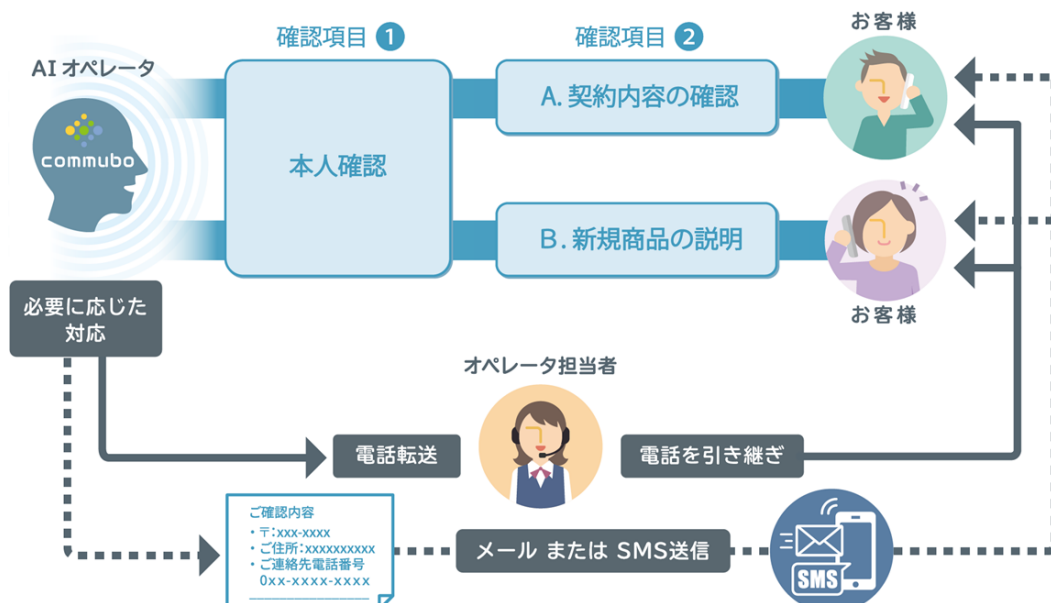 確認項目 1
確認項目 2
お客様
AIオペレータ
commubo
本人確認
A.契約内容の確認
B.新規商品の説明
お客様
必要に応じた
対応
オペレータ担当者
電話転送
電話を引き継ぎ
ご確認内容
・〒:xxx-xxxx
・ご住所:xxxxxxxxxx
・ご連絡先電話番号
0xx-xxxx-xxxx
メール または SMS送信
SMS